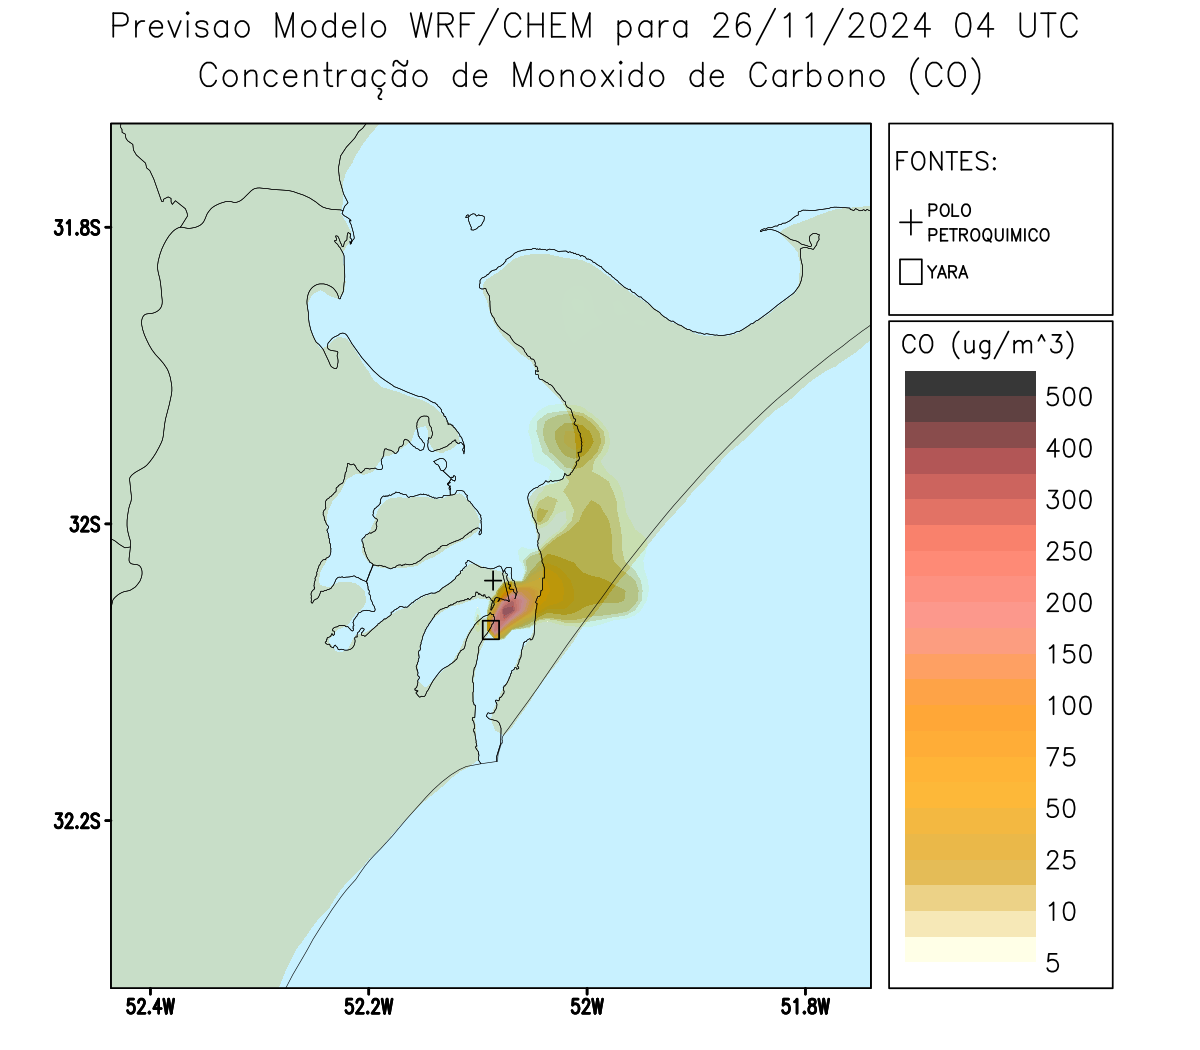 Previsao Modelo WRF/CHEM para 26/11/2024 04 UTC
Concentração de Monoxido de Carbono (CO)
FONTES:
POLO
PETROQUIMICO
YARA
CO (ug/m^3)
500
400
300
250
200
150
100
75
50
25
10
5
31.8S
32S
32.2S
52.4W
52.2W
52W
51.8W